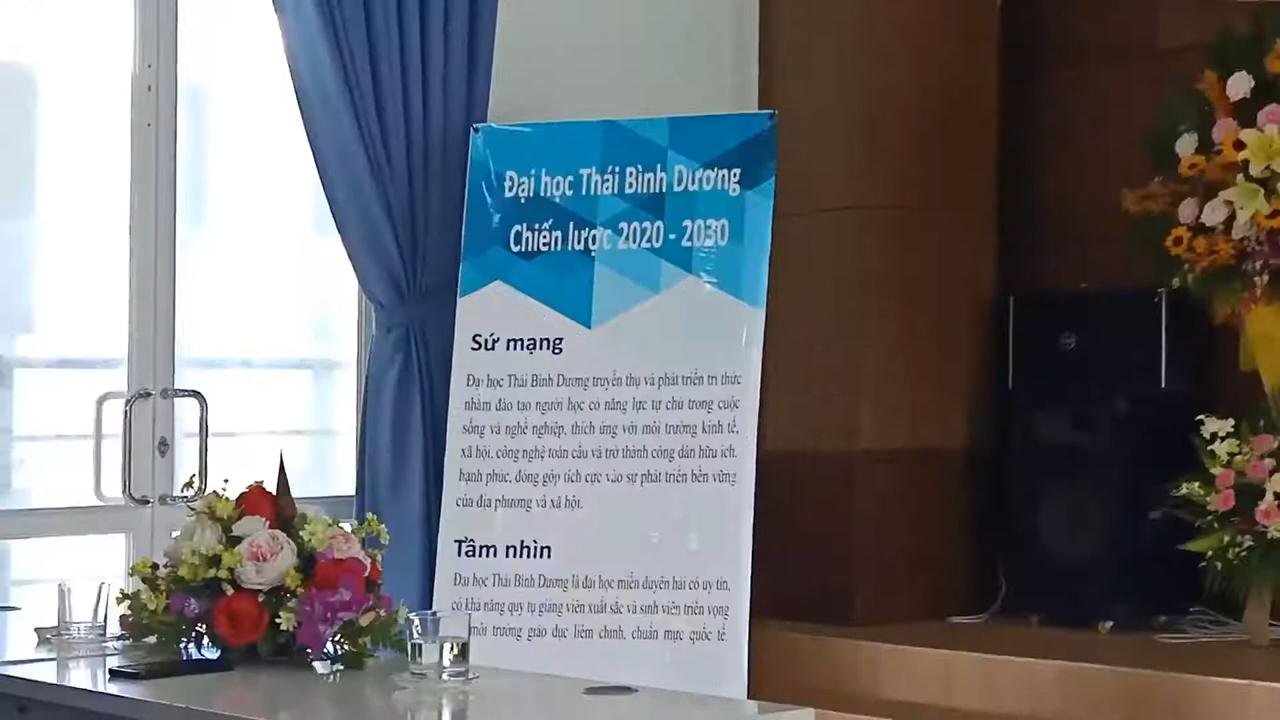 Đại học Thái Bình Dương
Chiến lược 2020 - 2030
Sứ mạng
Đại học Thái Bình Dương truyền thụ và phát triển tri thức
nhằm đào tạo người học có năng lực tự chủ trong cuộc
sống và nghề nghiệp, thích ứng với môi trường kinh tế,
xã hội, công nghệ toàn cầu và trở thành công dân hữu ích,
hạnh phúc, đóng góp tích cực vào sự phát triển bền vững
của địa phương và xã hội.
Tầm nhìn
Đại học Thái Bình Dương là đại học miền duyên hải có uy tín,
có khả năng quy tụ giảng viên xuất sắc và sinh viên triển vọng
môi trường giáo dục liêm chính, chuẩn mực quốc tế.